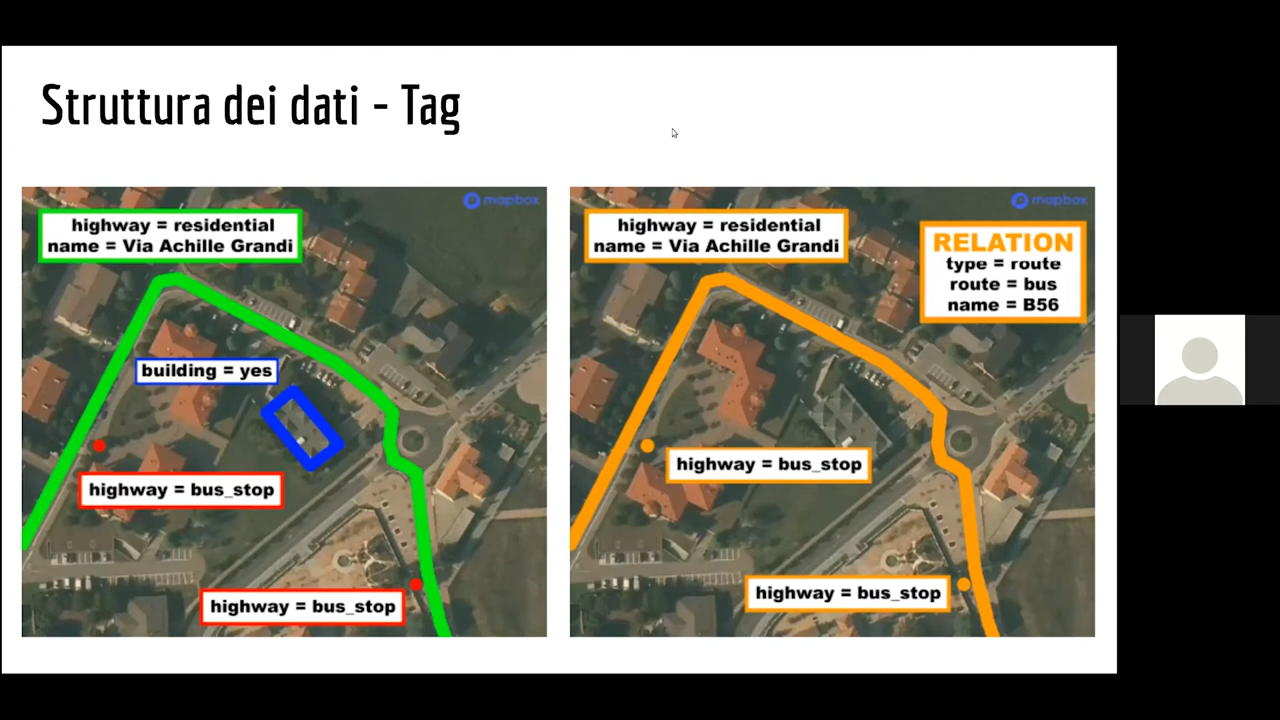 Struttura dei dati - Tag
mapbox
highway = residential
name = Via Achille Grandi
building = yes
highway = bus_stop
highway = bus_stop
mapbox
highway = residential
name = Via Achille Grandi
RELATION
type = route
route = bus
name = B56
highway = bus_stop
highway = bus_stop